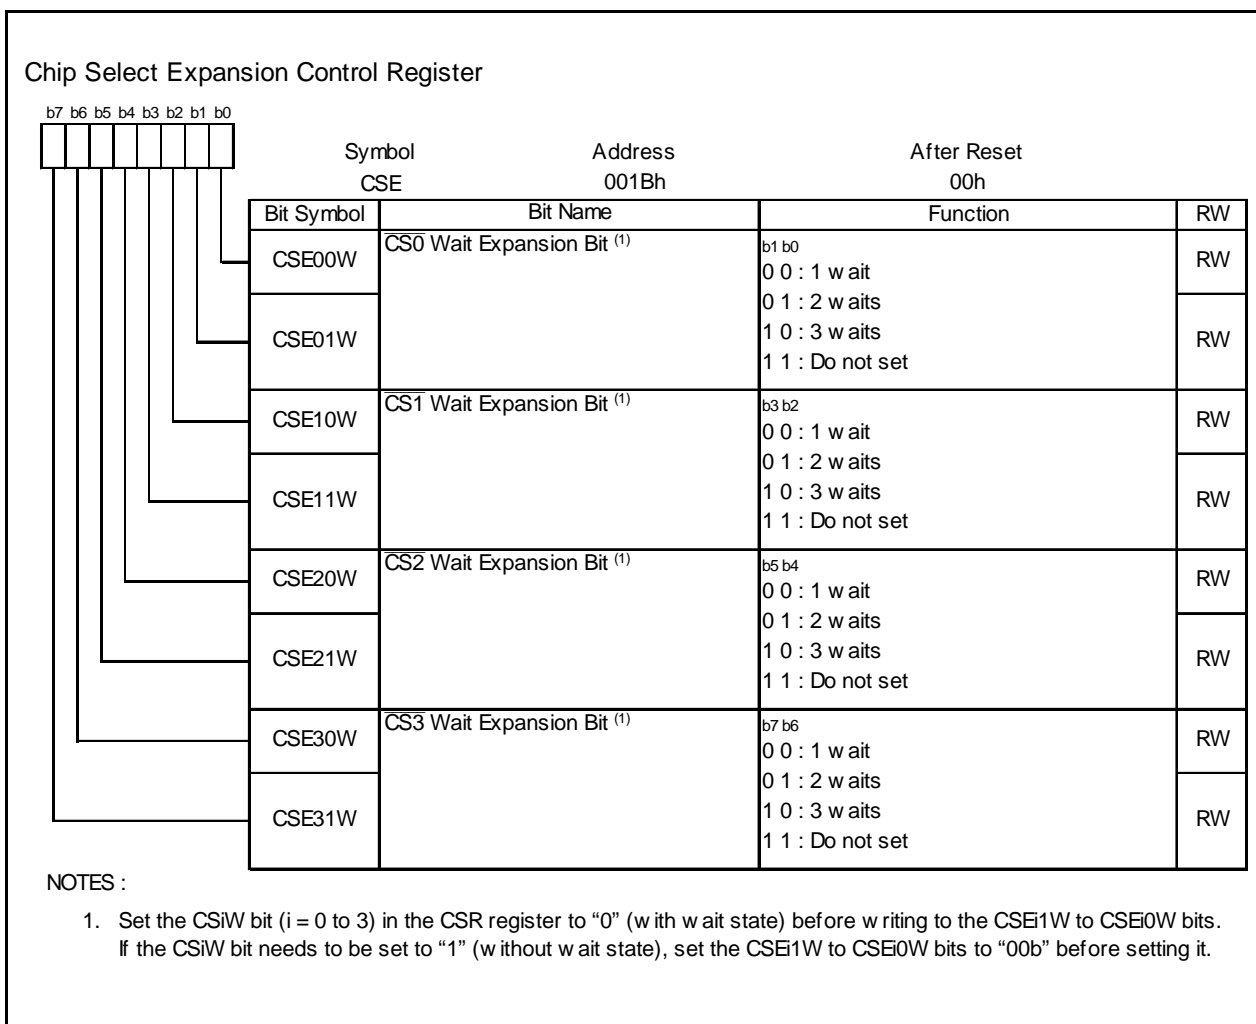 Chip Select Expansion Control Register
b7 b6 b5 b4 b3 b2 b1 b0
Symbol Address After Reset
CSE 001Bh 00h
Bit Symbol Bit Name Function RW
CSE00W CS0 Wait Expansion Bit (1) b1 b0 RW
0 0 : 1 wait
0 1 : 2 waits
CSE01W 1 0 : 3 waits RW
1 1 : Do not set
CSE10W CS1 Wait Expansion Bit (1) b3 b2 RW
0 0 : 1 wait
0 1 : 2 waits
CSE11W 1 0 : 3 waits RW
1 1 : Do not set
CSE20W CS2 Wait Expansion Bit (1) b5 b4 RW
0 0 : 1 wait
0 1 : 2 waits
CSE21W 1 0 : 3 waits RW
1 1 : Do not set
CSE30W CS3 Wait Expansion Bit (1) b7 b6 RW
0 0 : 1 wait
0 1 : 2 waits
CSE31W 1 0 : 3 waits RW
1 1 : Do not set
NOTES :
1. Set the CSiW bit (i = 0 to 3) in the CSR register to “0” (with wait state) before writing to the CSEi1W to CSEi0W bits.
If the CSiW bit needs to be set to “1” (without wait state), set the CSEi1W to CSEi0W bits to “00b” before setting it.